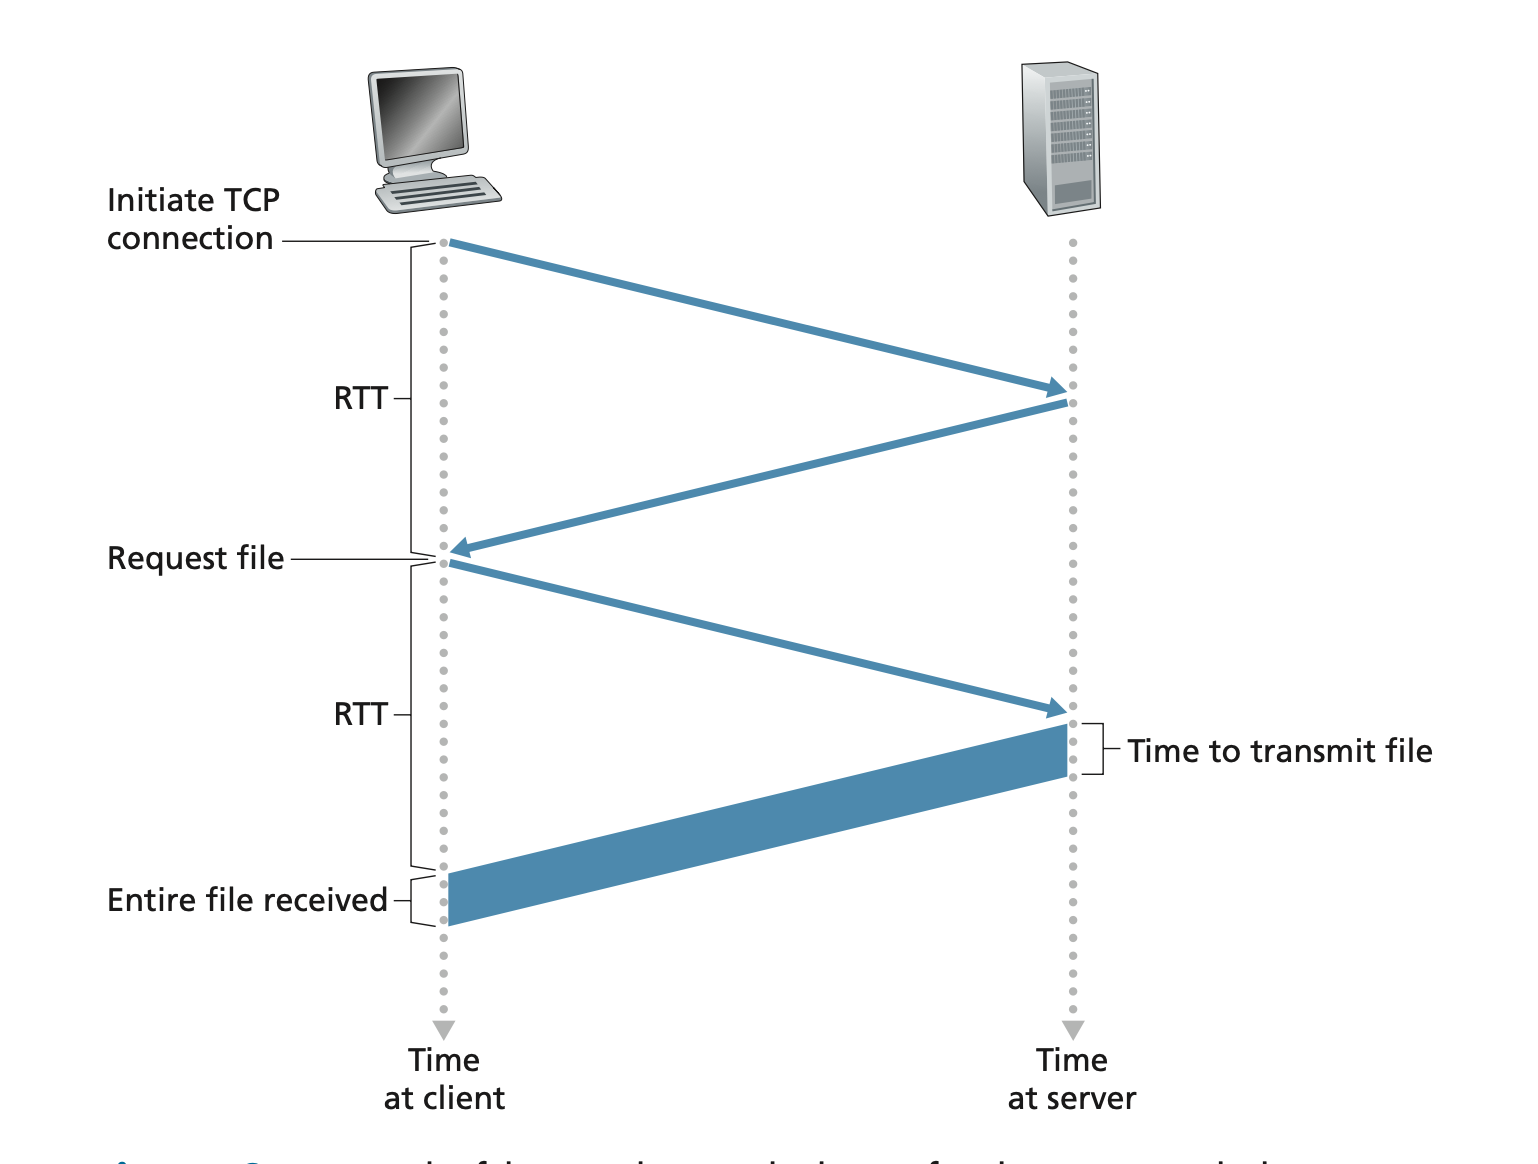 Initiate TCP
connection
RTT
Request file
RTT
Time to transmit file
Entire file received
Time
at client
Time
at server